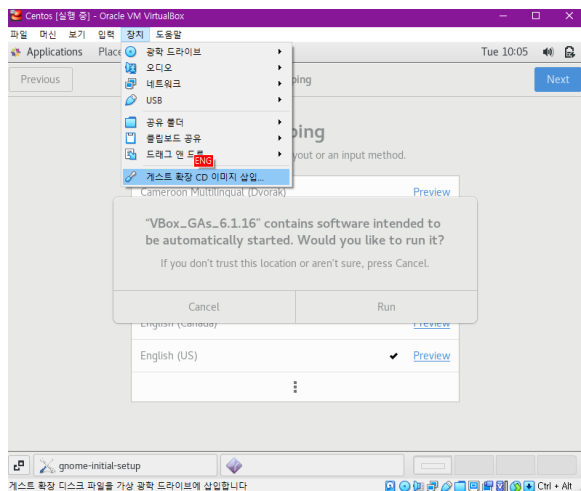 Centos [실행 중] - Oracle VM VirtualBox
파일 머신 보기 입력 장치 도움말
Applications Place
Tue 10:05
광학 드라이브
오디오
네트워크
USB
공유 폴더
클립보드 공유
드래그 앤 드롭
ENG
게스트 확장 CD 이미지 삽입...
Previous
ping
Next
ping
yout or an input method.
Cameroon Multilingual (Dvorak) Preview
“VBox_GAs_6.1.16” contains software intended to
be automatically started. Would you like to run it?
If you don't trust this location or aren't sure, press Cancel.
Cancel Run
English (Canada) Preview
English (US) Preview
gnome-initial-setup
게스트 확장 디스크 파일을 가상 광학 드라이브에 삽입합니다
Ctrl + Alt